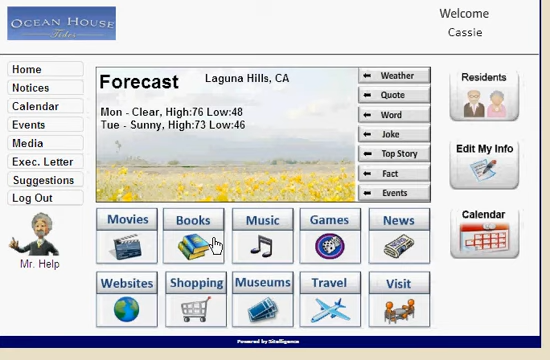 OCEAN HOUSE
Tides
Welcome
Cassie
Home
Notices
Calendar
Events
Media
Exec. Letter
Suggestions
Log Out
Mr. Help
Forecast
Laguna Hills, CA
Mon - Clear, High:76 Low:48
Tue - Sunny, High:73 Low:46
Weather
Quote
Word
Joke
Top Story
Fact
Events
Residents
Edit My Info
Calendar
Movies
Books
Music
Games
News
Websites
Shopping
Museums
Travel
Visit
Powered by Sitelligence